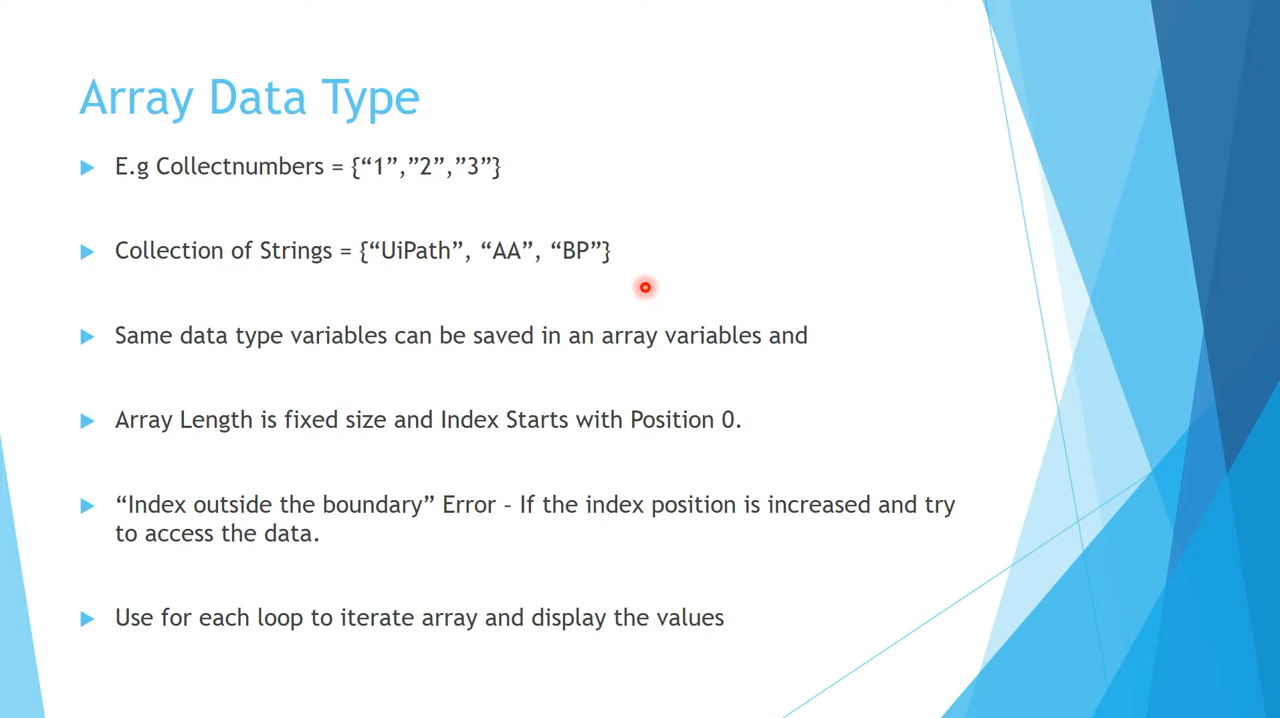 Array Data Type
E.g Collectnumbers = {“1”,”2”,”3”}
Collection of Strings = {“UiPath”, “AA”, “BP”}
Same data type variables can be saved in an array variables and
Array Length is fixed size and Index Starts with Position 0.
“Index outside the boundary” Error – If the index position is increased and try
to access the data.
Use for each loop to iterate array and display the values